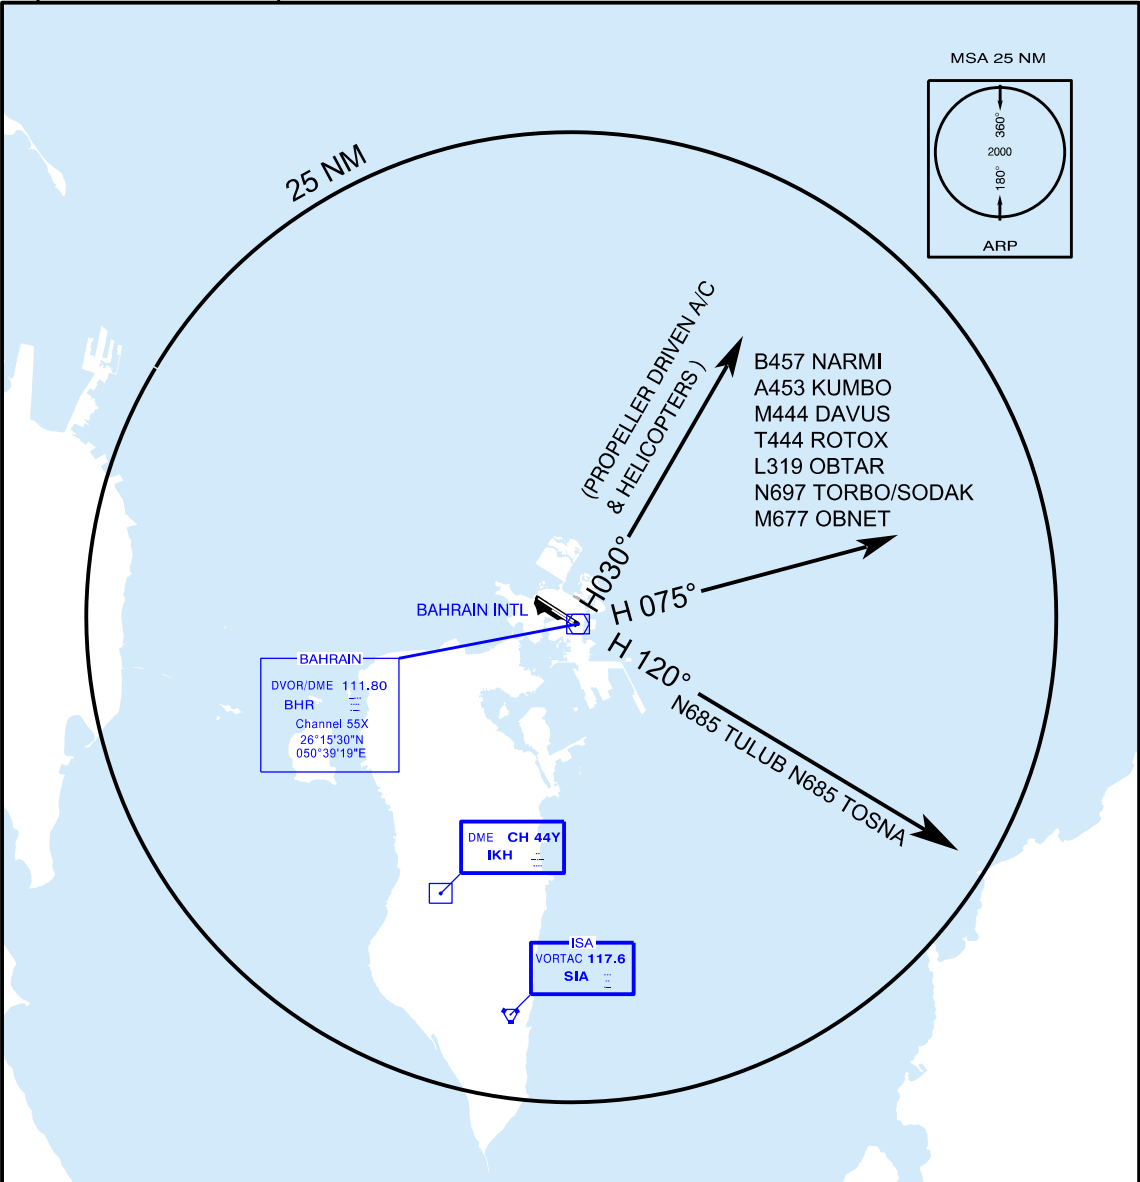 MSA 25 NM
360°
2000
180°
ARP
25 NM
(PROPELLER DRIVEN A/C
& HELICOPTERS )
B457 NARMI
A453 KUMBO
M444 DAVUS
T444 ROTOX
L319 OBTAR
N697 TORBO/SODAK
M677 OBNET
H030°
H 075°
H 120°
N685 TULUB N685 TOSNA
BAHRAIN INTL
BAHRAIN
DVOR/DME 111.80
BHR
Channel 55X
26°15'30"N
050°39'19"E
DME CH 44Y
IKH
ISA
VORTAC 117.6
SIA